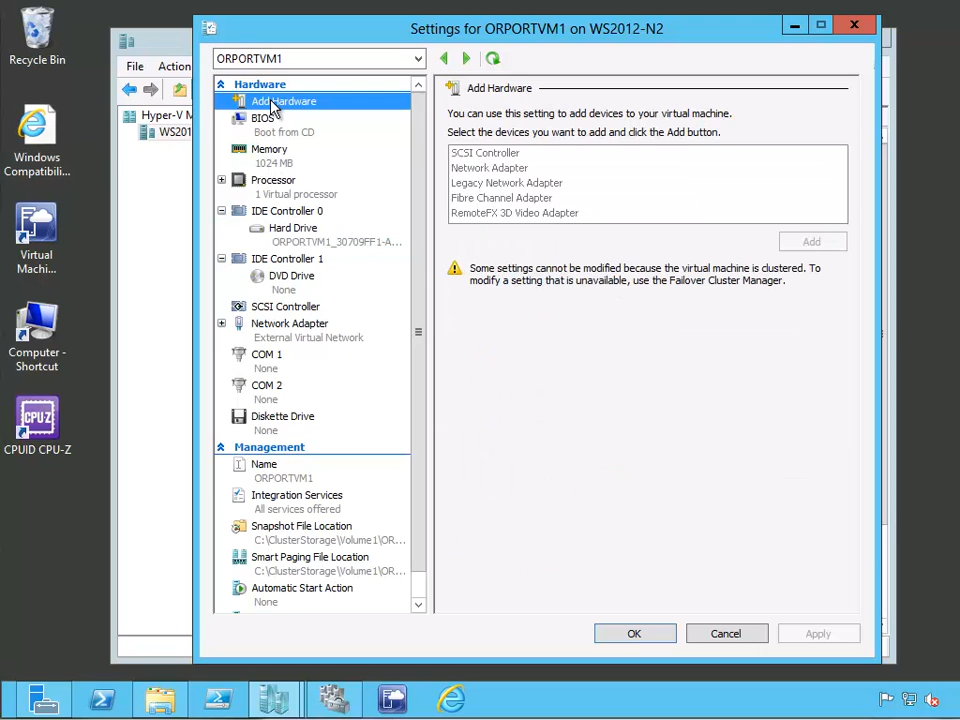 Recycle Bin
Windows
Compatibili...
Virtual
Machi...
Computer -
Shortcut
CPU-Z
CPUID CPU-Z
File
Action
Hyper-V M
WS201
Settings for ORPORTVM1 on WS2012-N2
ORPORTVM1
Hardware
Add Hardware
BIOS
Boot from CD
Memory
1024 MB
Processor
1 Virtual processor
IDE Controller 0
Hard Drive
ORPORTVM1_30709FF1-A...
IDE Controller 1
DVD Drive
None
SCSI Controller
Network Adapter
External Virtual Network
COM 1
None
COM 2
None
Diskette Drive
None
Management
Name
ORPORTVM1
Integration Services
All services offered
Snapshot File Location
C:\ClusterStorage\Volume1\OR...
Smart Paging File Location
C:\ClusterStorage\Volume1\OR...
Automatic Start Action
None
Add Hardware
You can use this setting to add devices to your virtual machine.
Select the devices you want to add and click the Add button.
SCSI Controller
Network Adapter
Legacy Network Adapter
Fibre Channel Adapter
RemoteFX 3D Video Adapter
Add
Some settings cannot be modified because the virtual machine is clustered. To
modify a setting that is unavailable, use the Failover Cluster Manager.
OK
Cancel
Apply